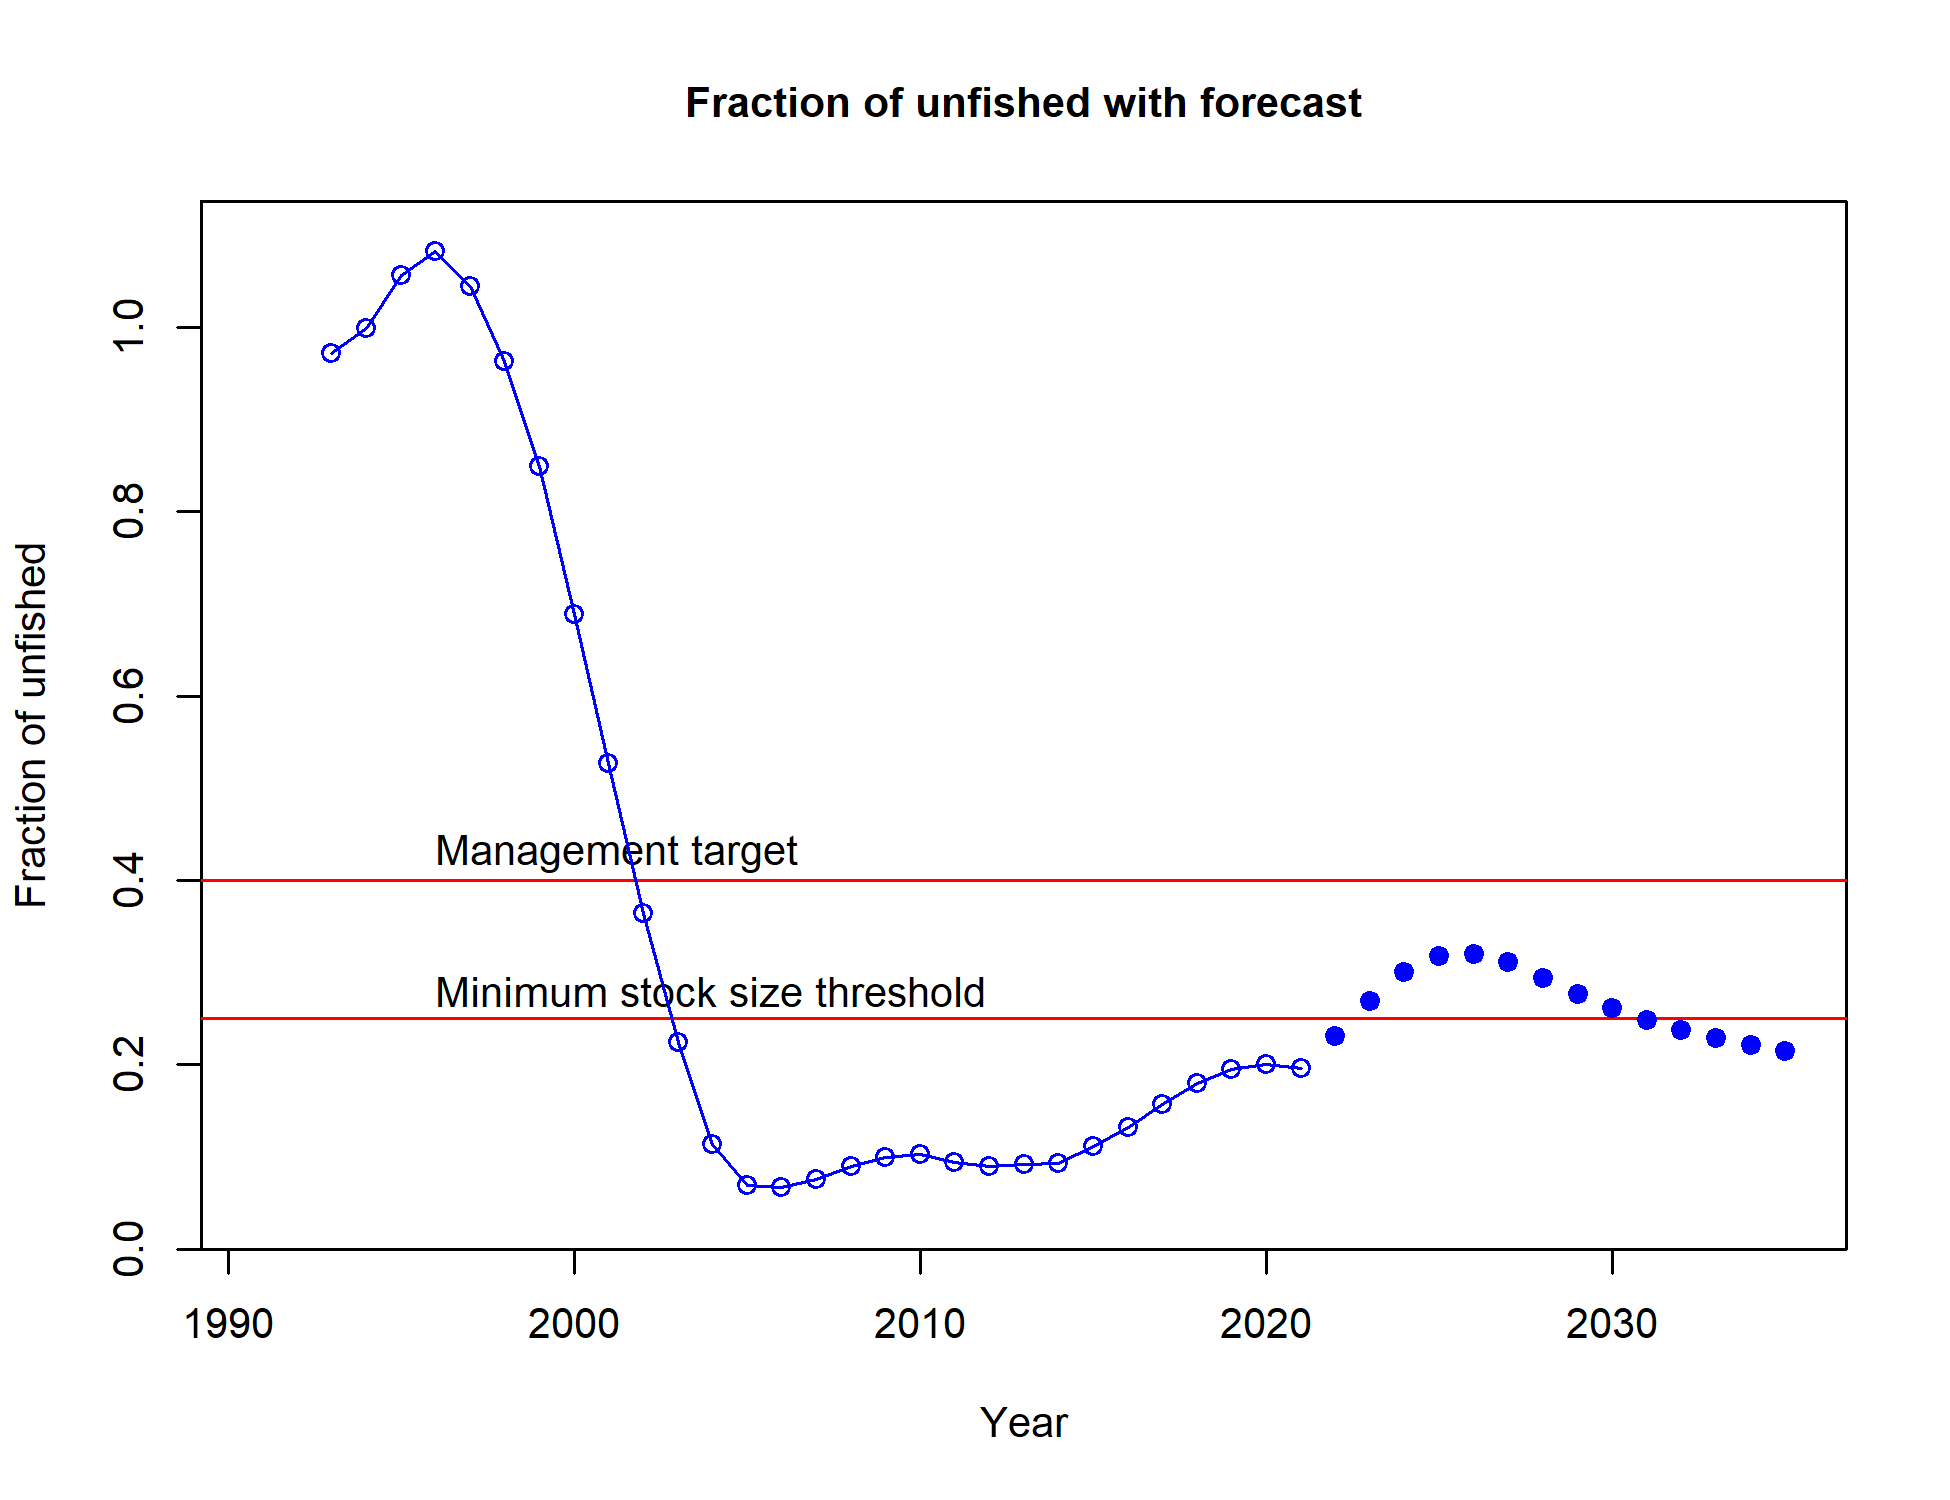 Fraction of unfished with forecast
Fraction of unfished
1.0
0.8
0.6
0.4
0.2
0.0
Management target
Minimum stock size threshold
1990 2000 2010 2020 2030
Year